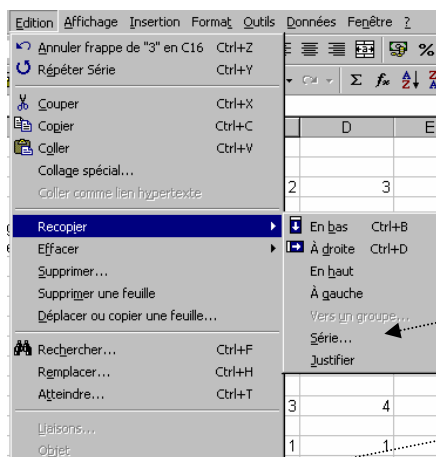 Edition Affichage Insertion Format Outils Données Fenêtre ?
Annuler frappe de "3" en C16 Ctrl+Z
Répéter Série Ctrl+Y
Couper Ctrl+X
Copier Ctrl+C
Coller Ctrl+V
Collage spécial...
Coller comme lien hypertexte
Recopier
Effacer
Supprimer...
Supprimer une feuille
Déplacer ou copier une feuille...
Rechercher... Ctrl+F
Remplacer... Ctrl+H
Atteindre... Ctrl+T
Liaisons...
Objet
%
Σ fx
D E
2 3
En bas Ctrl+B
À droite Ctrl+D
En haut
À gauche
Vers un groupe...
Série...
Justifier
3 4
1 1